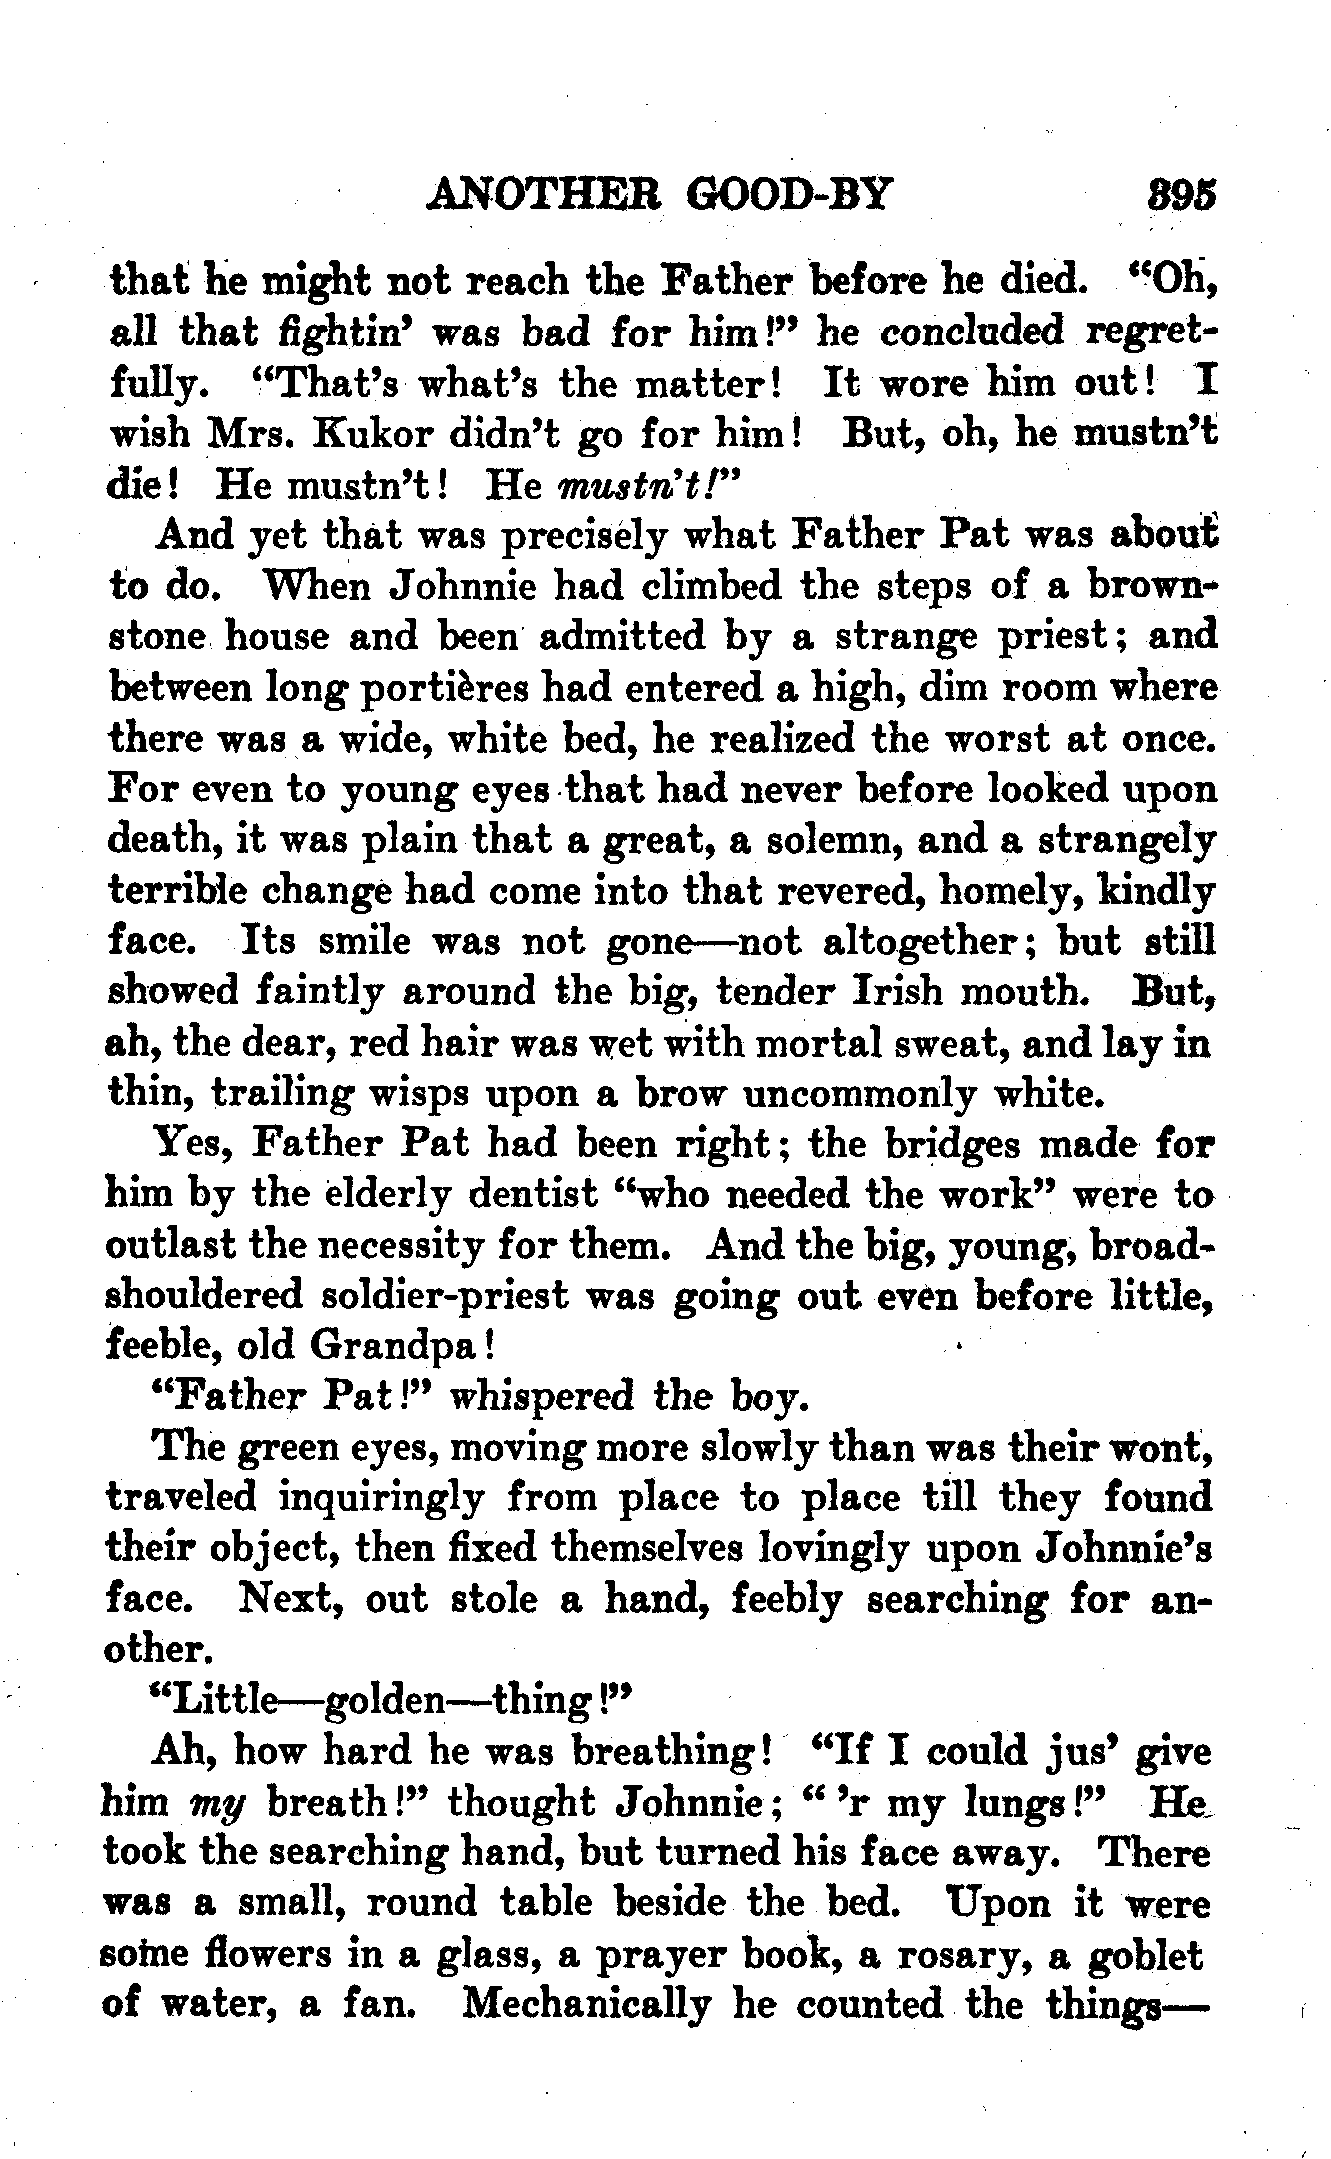 ANOTHER GOOD-BY 395
that he might not reach the Father before he died. "Oh,
all that fightin' was bad for him!" he concluded regret-
fully. "That's what's the matter! It wore him out! I
wish Mrs. Kukor didn't go for him! But, oh, he mustn't
die! He mustn't! He mustn't!"
And yet that was precisely what Father Pat was about
to do. When Johnnie had climbed the steps of a brown-
stone house and been admitted by a strange priest; and
between long portières had entered a high, dim room where
there was a wide, white bed, he realized the worst at once.
For even to young eyes that had never before looked upon
death, it was plain that a great, a solemn, and a strangely
terrible change had come into that revered, homely, kindly
face. Its smile was not gone—not altogether; but still
showed faintly around the big, tender Irish mouth. But,
ah, the dear, red hair was wet with mortal sweat, and lay in
thin, trailing wisps upon a brow uncommonly white.
Yes, Father Pat had been right; the bridges made for
him by the elderly dentist "who needed the work" were to
outlast the necessity for them. And the big, young, broad-
shouldered soldier-priest was going out even before little,
feeble, old Grandpa!
"Father Pat!" whispered the boy.
The green eyes, moving more slowly than was their wont,
traveled inquiringly from place to place till they found
their object, then fixed themselves lovingly upon Johnnie's
face. Next, out stole a hand, feebly searching for an-
other.
"Little—golden—thing!"
Ah, how hard he was breathing! "If I could jus' give
him my breath!" thought Johnnie; " 'r my lungs!" He
took the searching hand, but turned his face away. There
was a small, round table beside the bed. Upon it were
some flowers in a glass, a prayer book, a rosary, a goblet
of water, a fan. Mechanically he counted the things—